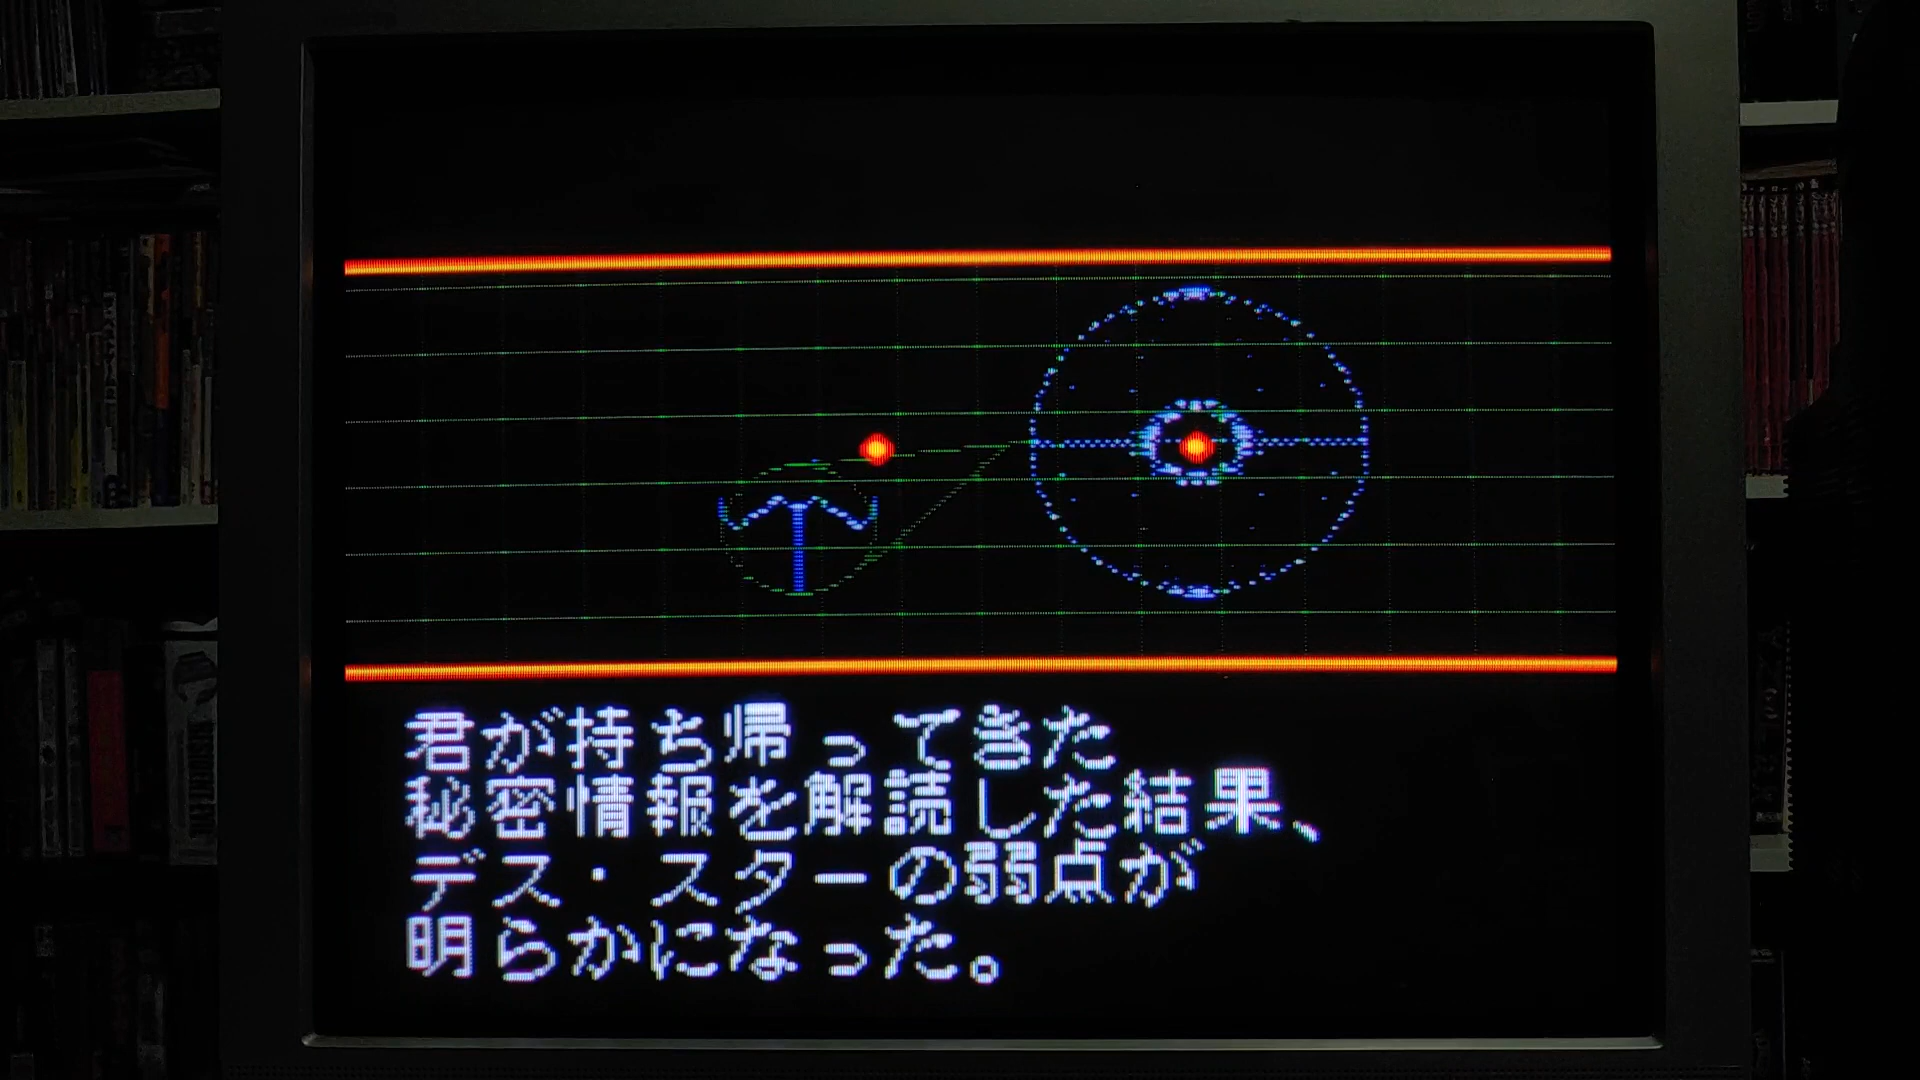 君が持ち帰ってきた
秘密情報を解読した結果、
デス・スターの弱点が
明らかになった。